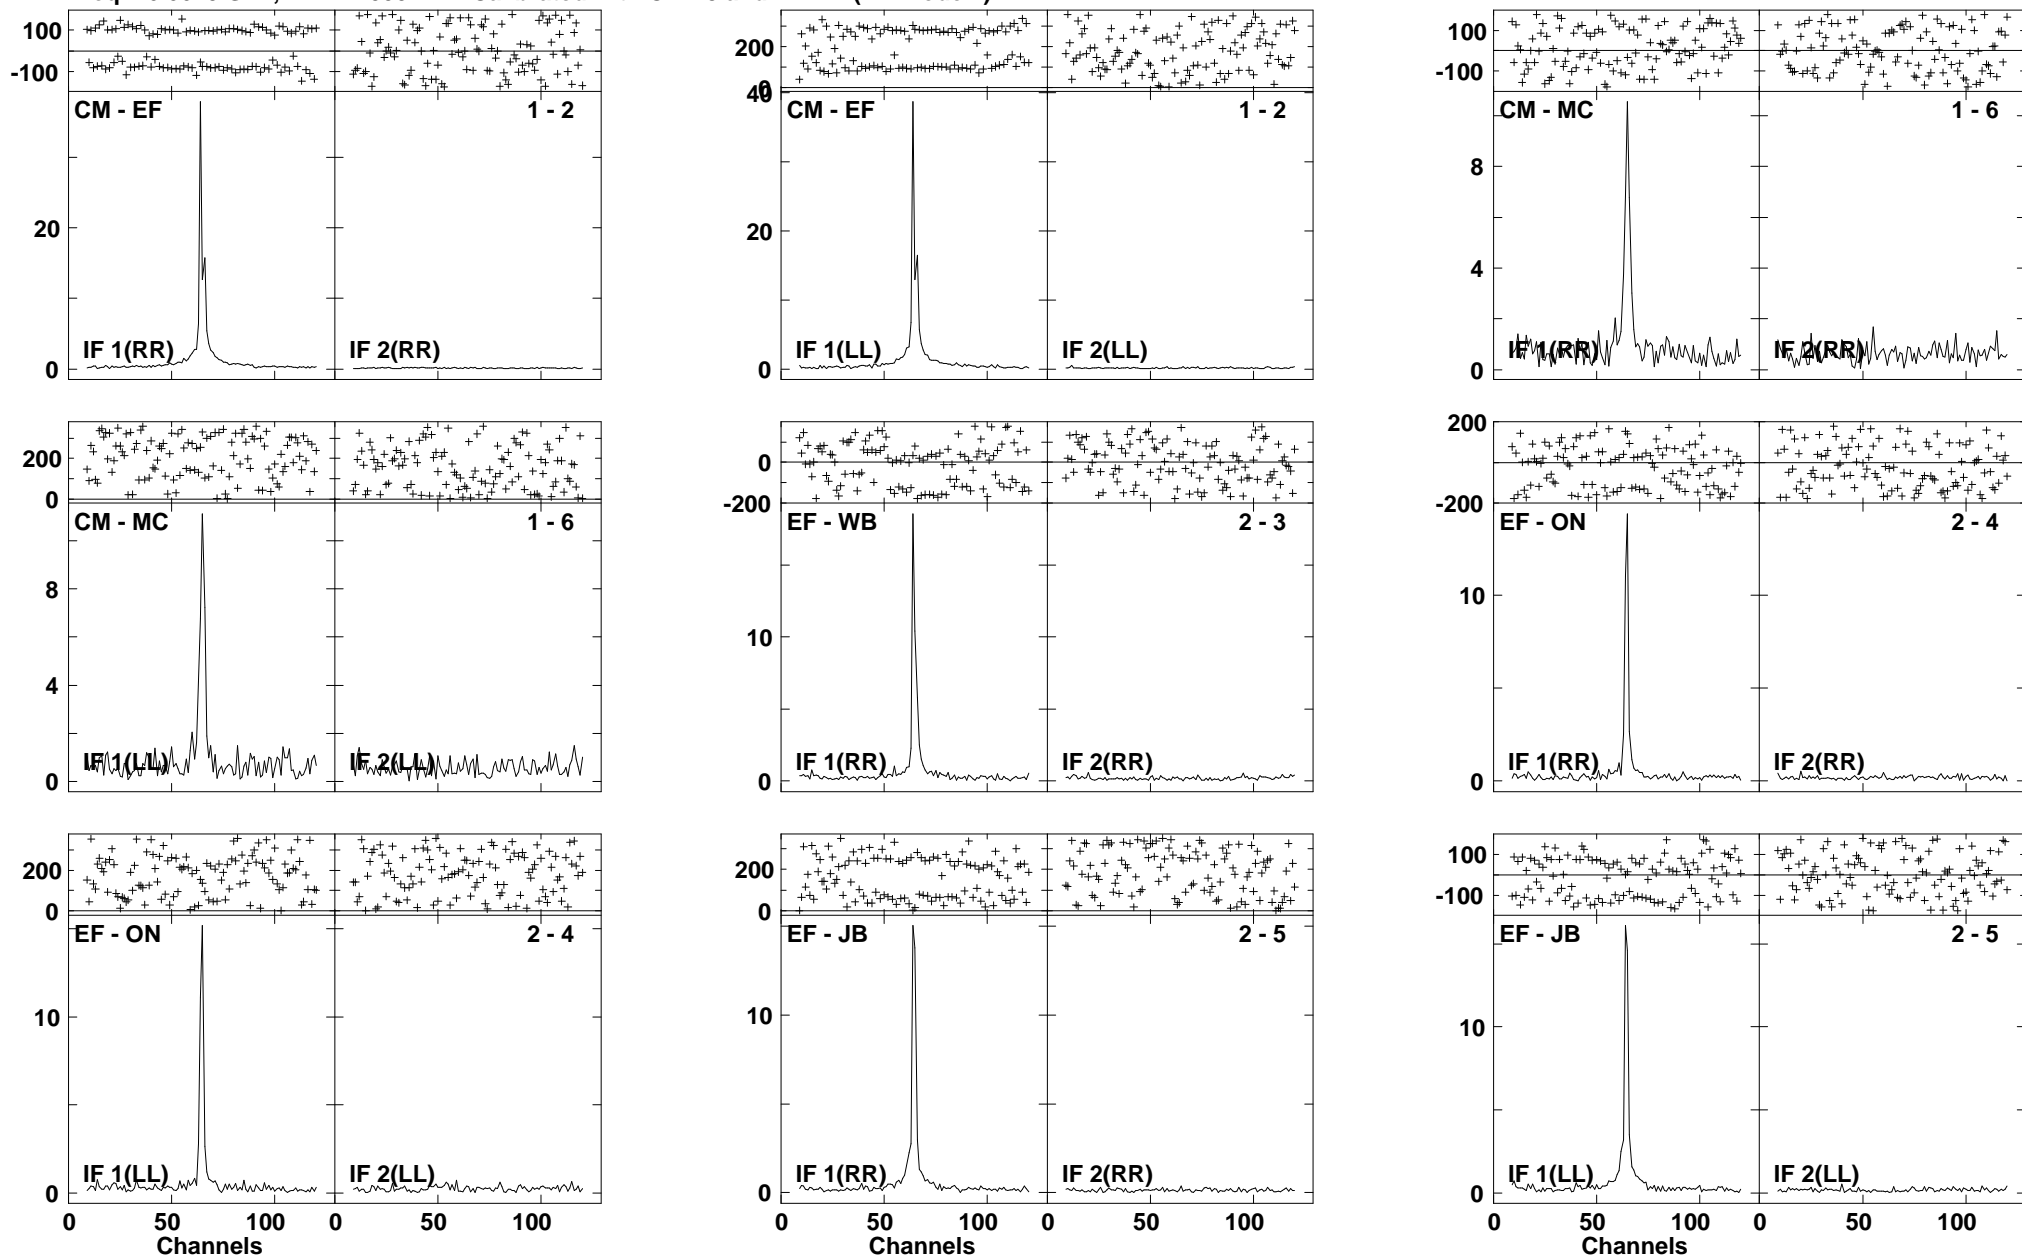 100
-100
CM - EF
1 - 2
20
0
IF 1(RR)
IF 2(RR)
200
0
40
CM - EF
1 - 2
20
0
IF 1(LL)
IF 2(LL)
100
-100
CM - MC
1 - 6
8
4
0
IF 1(RR)
IF 2(RR)
200
0
CM - MC
1 - 6
8
4
0
IF 1(LL)
IF 2(LL)
0
-200
EF - WB
2 - 3
10
0
IF 1(RR)
IF 2(RR)
200
-200
EF - ON
2 - 4
10
0
IF 1(RR)
IF 2(RR)
200
0
EF - ON
2 - 4
10
0
IF 1(LL)
IF 2(LL)
0 50 100 0 50 100
Channels
200
0
EF - JB
2 - 5
10
0
IF 1(RR)
IF 2(RR)
0 50 100 0 50 100
Channels
100
-100
EF - JB
2 - 5
10
0
IF 1(LL)
IF 2(LL)
0 50 100 0 50 100
Channels